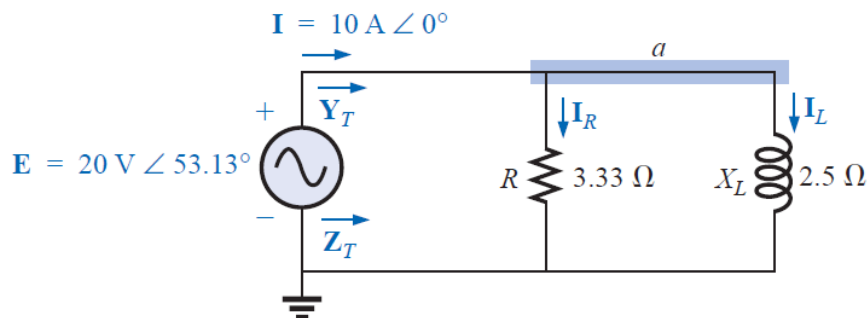 I = 10 A ∠ 0°
a
+
Y_T
I_R
I_L
E = 20 V ∠ 53.13°
R
3.33 Ω
X_L
2.5 Ω
−
Z_T